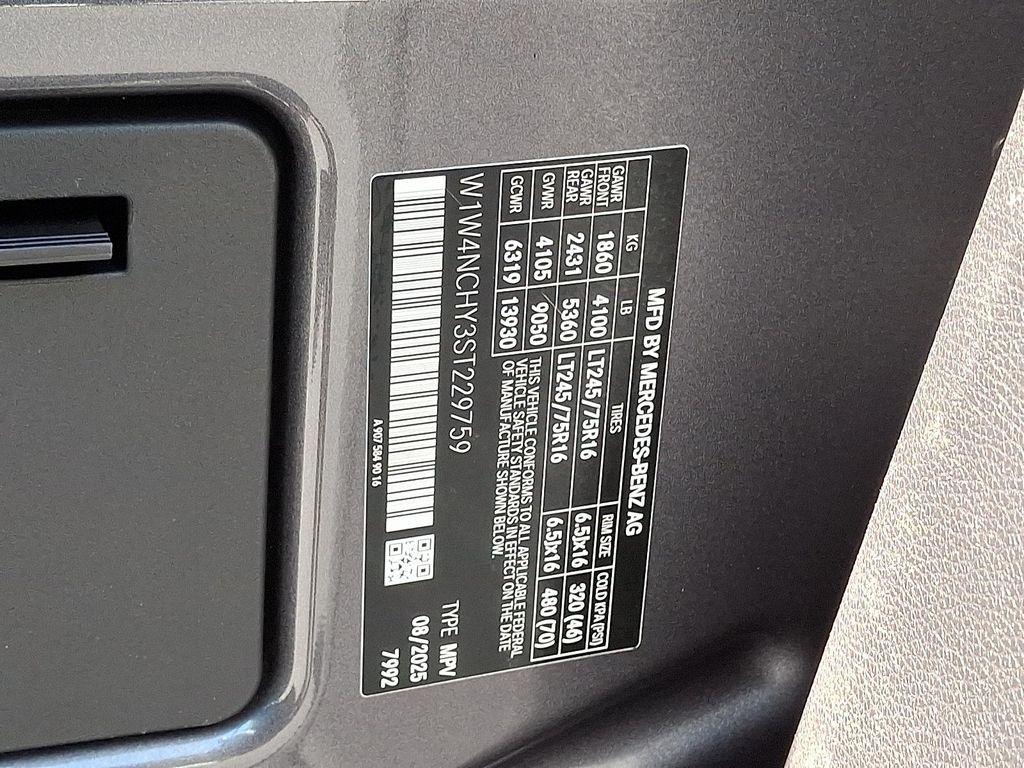 MFD BY MERCEDES-BENZ AG
KG LB TIRES RIM SIZE COLD KPA (PSI)
GAWR FRONT 1860 4100 LT245/75R16 6.5Jx16 320 (46)
GAWR REAR 2431 5360 LT245/75R16 6.5Jx16 480 (70)
GVWR 4105 9050
GCWR 6319 13930
THIS VEHICLE CONFORMS TO ALL APPLICABLE FEDERAL
VEHICLE SAFETY STANDARDS IN EFFECT ON THE DATE
OF MANUFACTURE SHOWN BELOW.
W1W4NCHY3ST229759
TYPE MPV
08/2025
7992
A 907 584 90 16